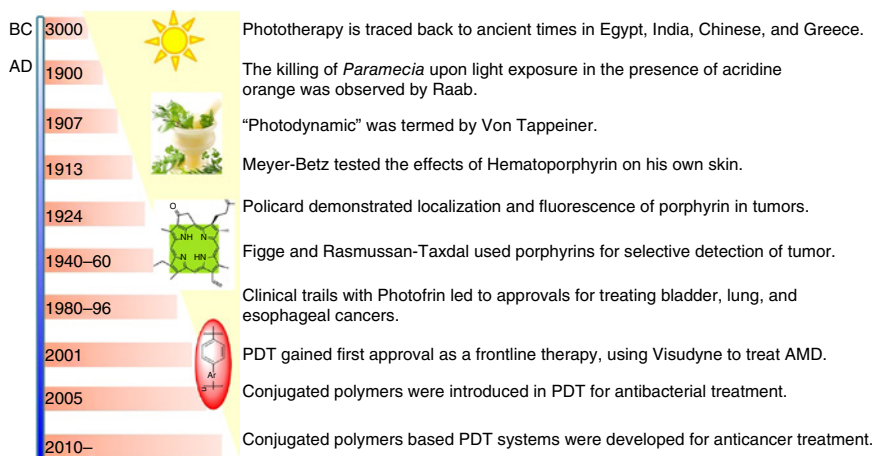 BC 3000 Phototherapy is traced back to ancient times in Egypt, India, Chinese, and Greece.
AD 1900 The killing of Paramecia upon light exposure in the presence of acridine
orange was observed by Raab.
1907 “Photodynamic” was termed by Von Tappeiner.
1913 Meyer-Betz tested the effects of Hematoporphyrin on his own skin.
1924 Policard demonstrated localization and fluorescence of porphyrin in tumors.
O
NH N
N HN
1940–60 Figge and Rasmussan-Taxdal used porphyrins for selective detection of tumor.
1980–96 Clinical trails with Photofrin led to approvals for treating bladder, lung, and
esophageal cancers.
2001 PDT gained first approval as a frontline therapy, using Visudyne to treat AMD.
Ar
n
2005 Conjugated polymers were introduced in PDT for antibacterial treatment.
2010– Conjugated polymers based PDT systems were developed for anticancer treatment.